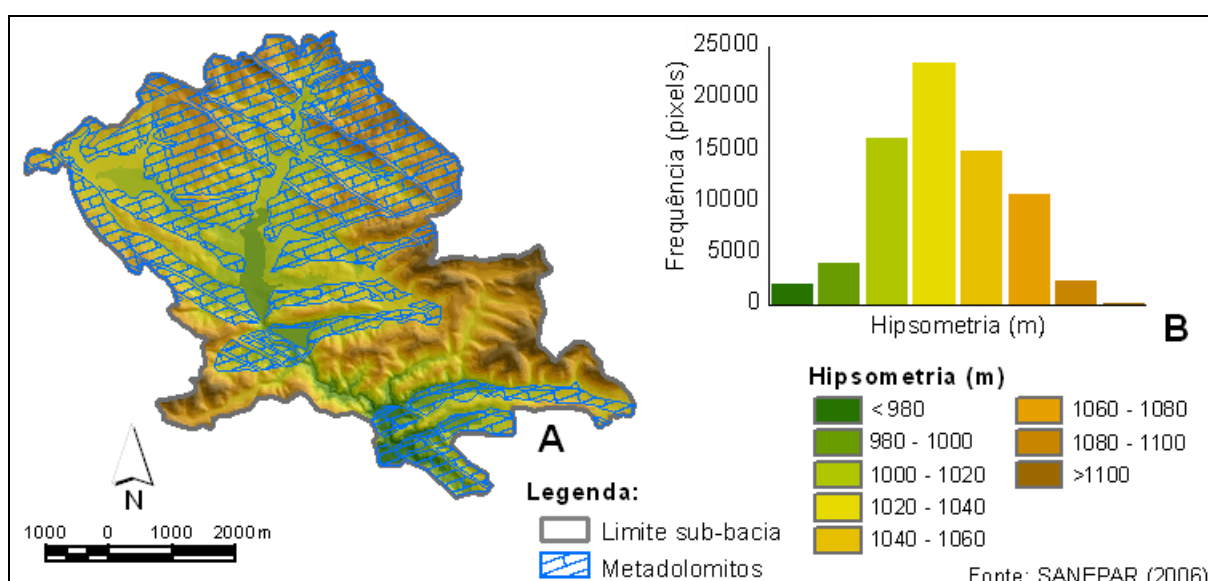 25000
20000
15000
10000
5000
0
Frequência (pixels)
Hipsometria (m)
B
A
N
1000 0 1000 2000 m
Legenda:
Limite sub-bacia
Metadolomitos
Hipsometria (m)
< 980
980 - 1000
1000 - 1020
1020 - 1040
1040 - 1060
1060 - 1080
1080 - 1100
>1100
Fonte: SANEPAR (2006)